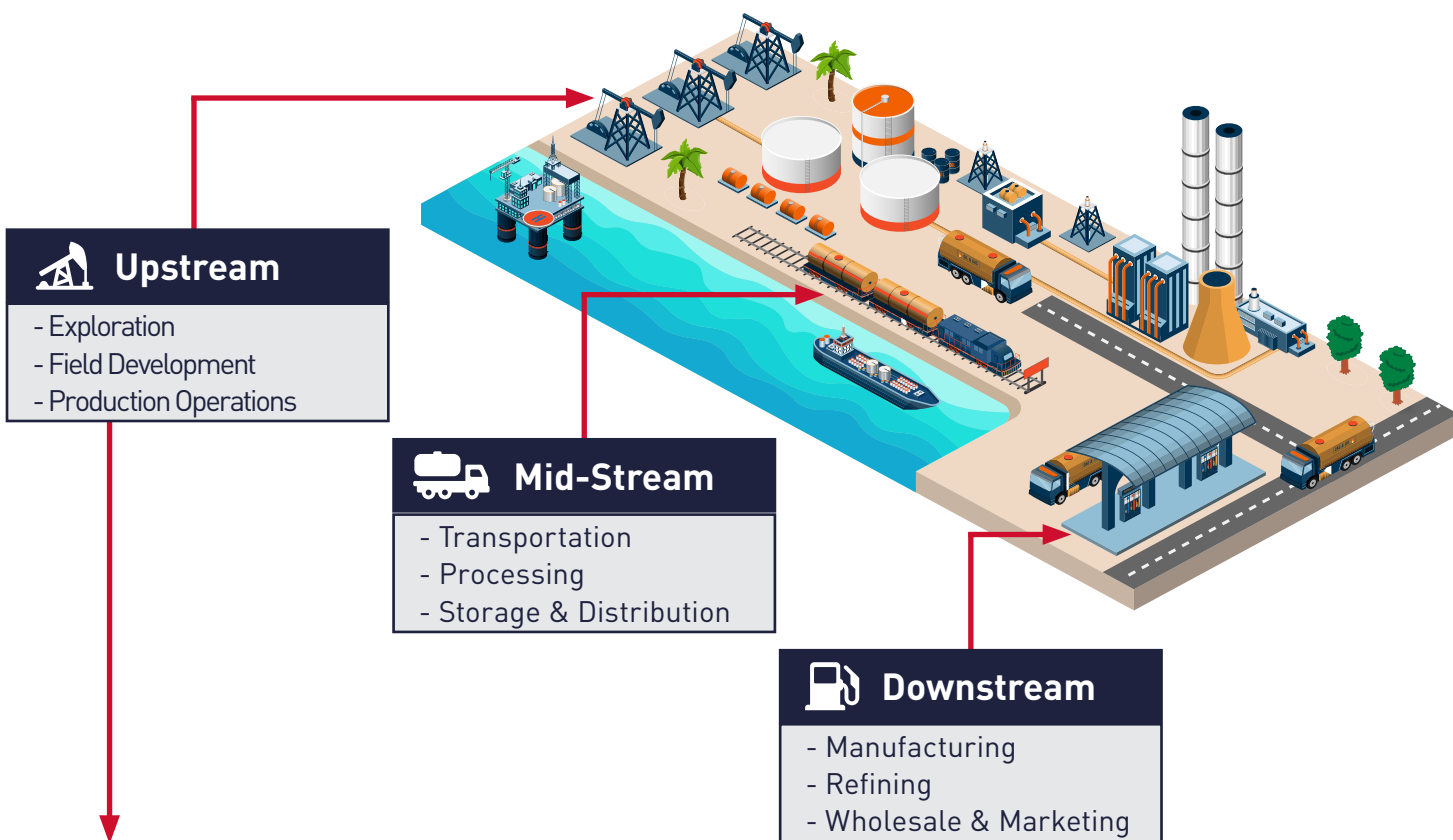 Upstream
- Exploration
- Field Development
- Production Operations
Mid-Stream
- Transportation
- Processing
- Storage & Distribution
Downstream
- Manufacturing
- Refining
- Wholesale & Marketing
H